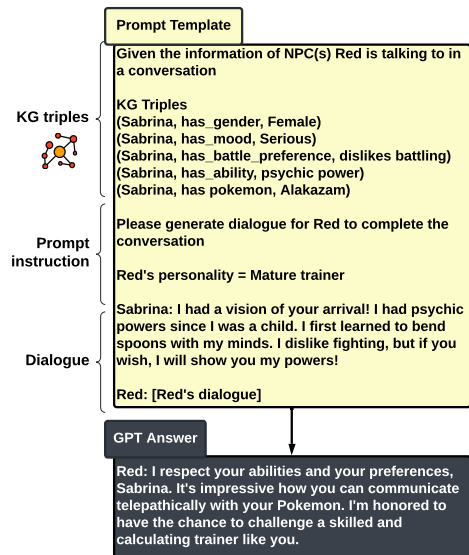 Prompt Template
Given the information of NPC(s) Red is talking to in
a conversation
KG triples
KG Triples
(Sabrina, has_gender, Female)
(Sabrina, has_mood, Serious)
(Sabrina, has_battle_preference, dislikes battling)
(Sabrina, has_ability, psychic power)
(Sabrina, has pokemon, Alakazam)
Prompt
instruction
Please generate dialogue for Red to complete the
conversation
Red's personality = Mature trainer
Dialogue
Sabrina: I had a vision of your arrival! I had psychic
powers since I was a child. I first learned to bend
spoons with my minds. I dislike fighting, but if you
wish, I will show you my powers!
Red: [Red's dialogue]
GPT Answer
Red: I respect your abilities and your preferences,
Sabrina. It's impressive how you can communicate
telepathically with your Pokemon. I'm honored to
have the chance to challenge a skilled and
calculating trainer like you.